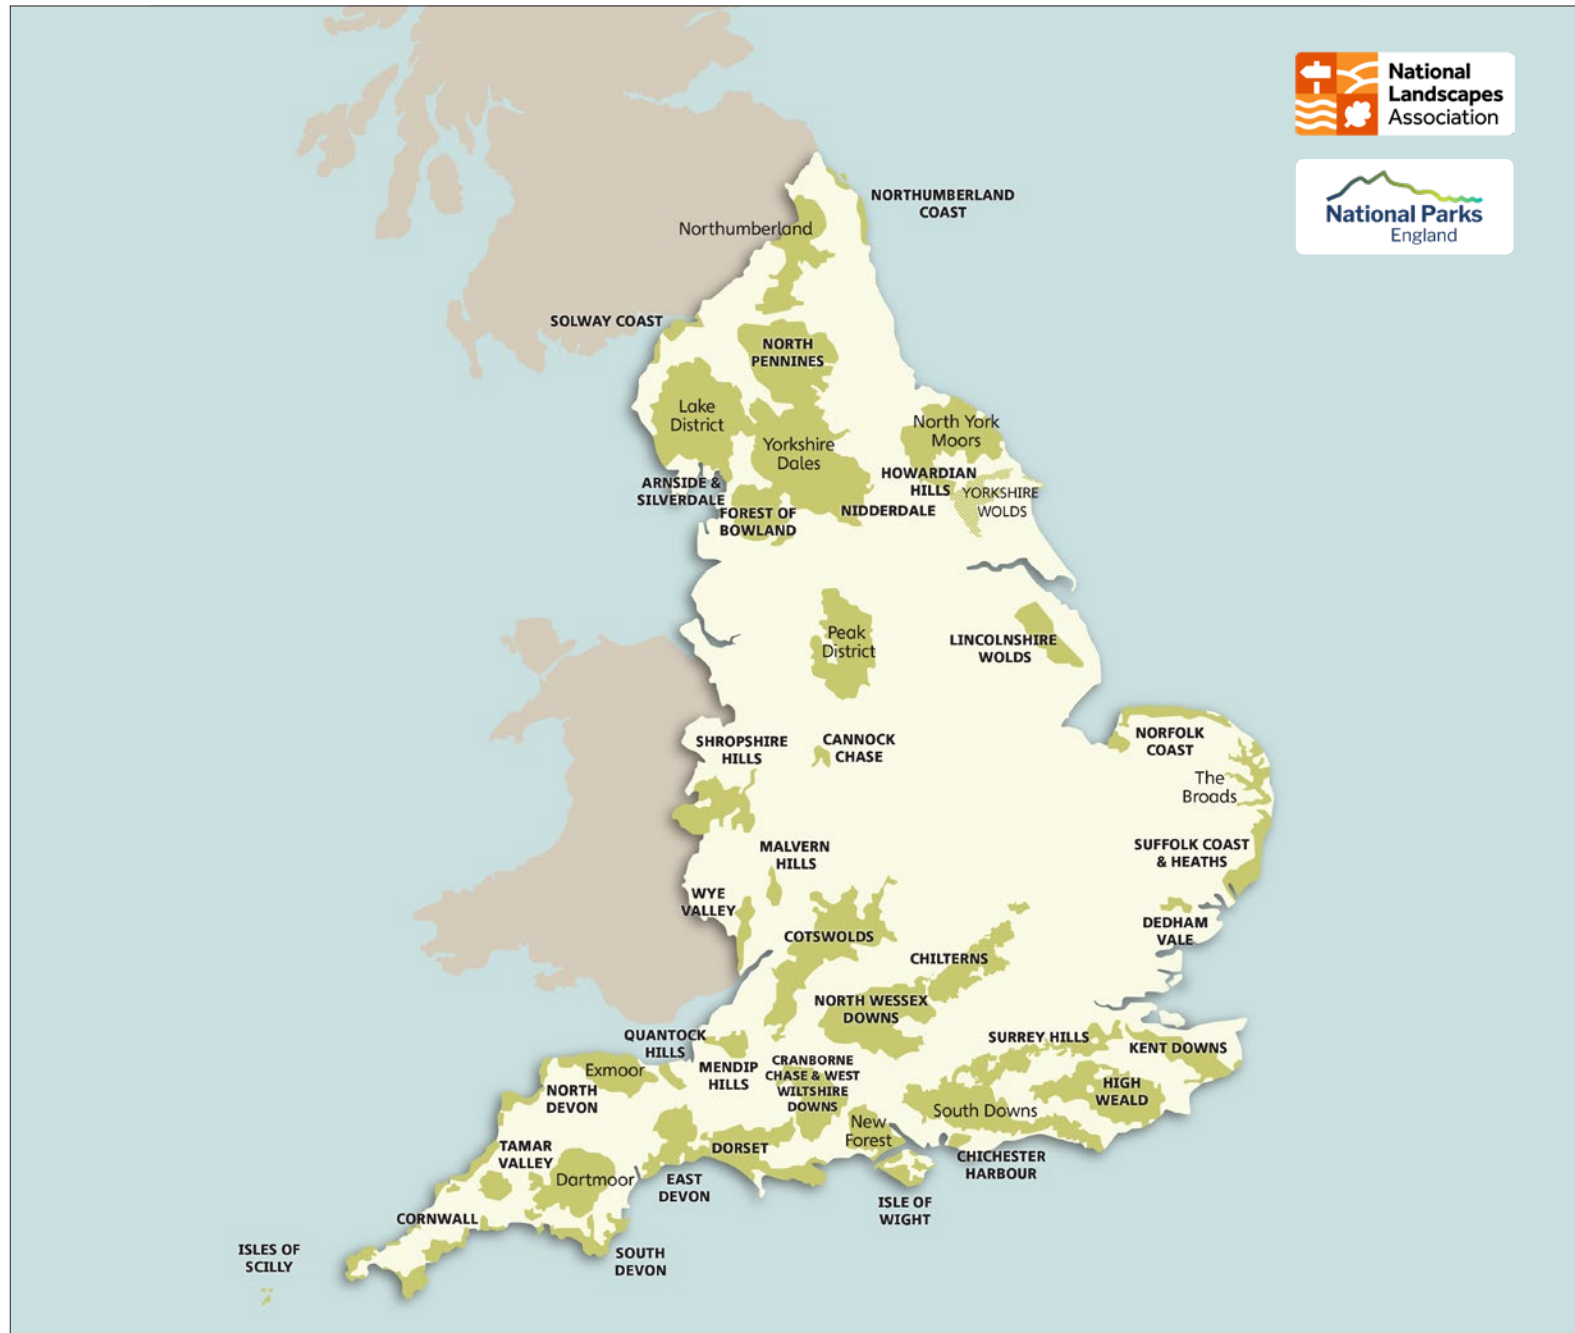 National
Landscapes
Association
National Parks
England
NORTHUMBERLAND
COAST
Northumberland
SOLWAY COAST
NORTH
PENNINES
Lake
District
North York
Moors
Yorkshire
Dales
HOWARDIAN
HILLS
ARNSIDE &
SILVERDALE
YORKSHIRE
WOLDS
FOREST OF
BOWLAND
NIDDERDALE
Peak
District
LINCOLNSHIRE
WOLDS
SHROPSHIRE
HILLS
CANNOCK
CHASE
NORFOLK
COAST
The
Broads
MALVERN
HILLS
SUFFOLK COAST
& HEATHS
WYE
VALLEY
DEDHAM
VALE
COTSWOLDS
CHILTERNS
NORTH WESSEX
DOWNS
QUANTOCK
HILLS
SURREY HILLS
KENT DOWNS
Exmoor
MENDIP
HILLS
CRANBORNE
CHASE & WEST
WILTSHIRE
DOWNS
NORTH
DEVON
HIGH
WEALD
South Downs
New
Forest
TAMAR
VALLEY
DORSET
CHICHESTER
HARBOUR
Dartmoor
EAST
DEVON
ISLE OF
WIGHT
CORNWALL
ISLES OF
SCILLY
SOUTH
DEVON